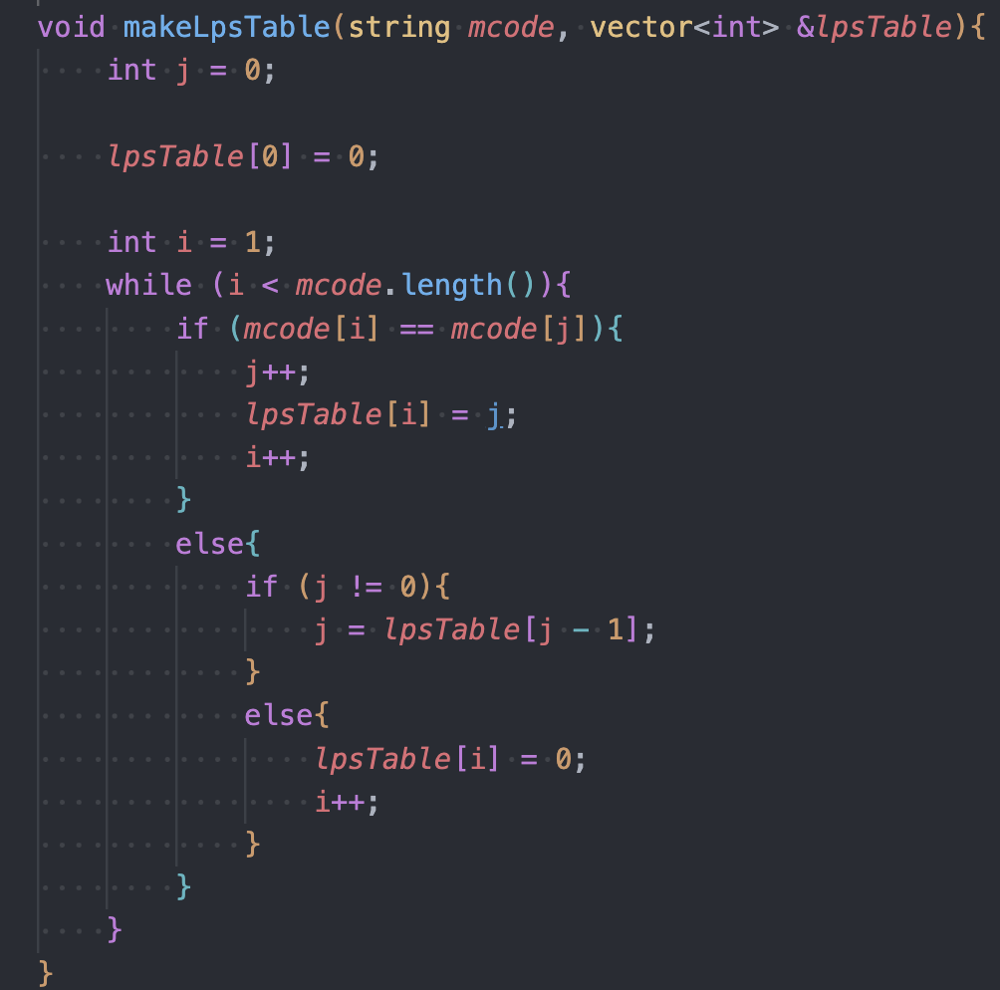 void makeLpsTable(string mcode, vector<int> &lpsTable){
    int j = 0;

    lpsTable[0] = 0;

    int i = 1;
    while (i < mcode.length()){
        if (mcode[i] == mcode[j]){
            j++;
            lpsTable[i] = j;
            i++;
        }
        else{
            if (j != 0){
                j = lpsTable[j - 1];
            }
            else{
                lpsTable[i] = 0;
                i++;
            }
        }
    }
}